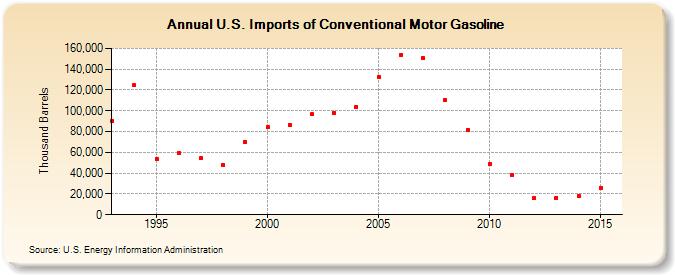 Annual U.S. Imports of Conventional Motor Gasoline
Thousand Barrels
160,000
140,000
120,000
100,000
80,000
60,000
40,000
20,000
0
1995 2000 2005 2010 2015
Source: U.S. Energy Information Administration